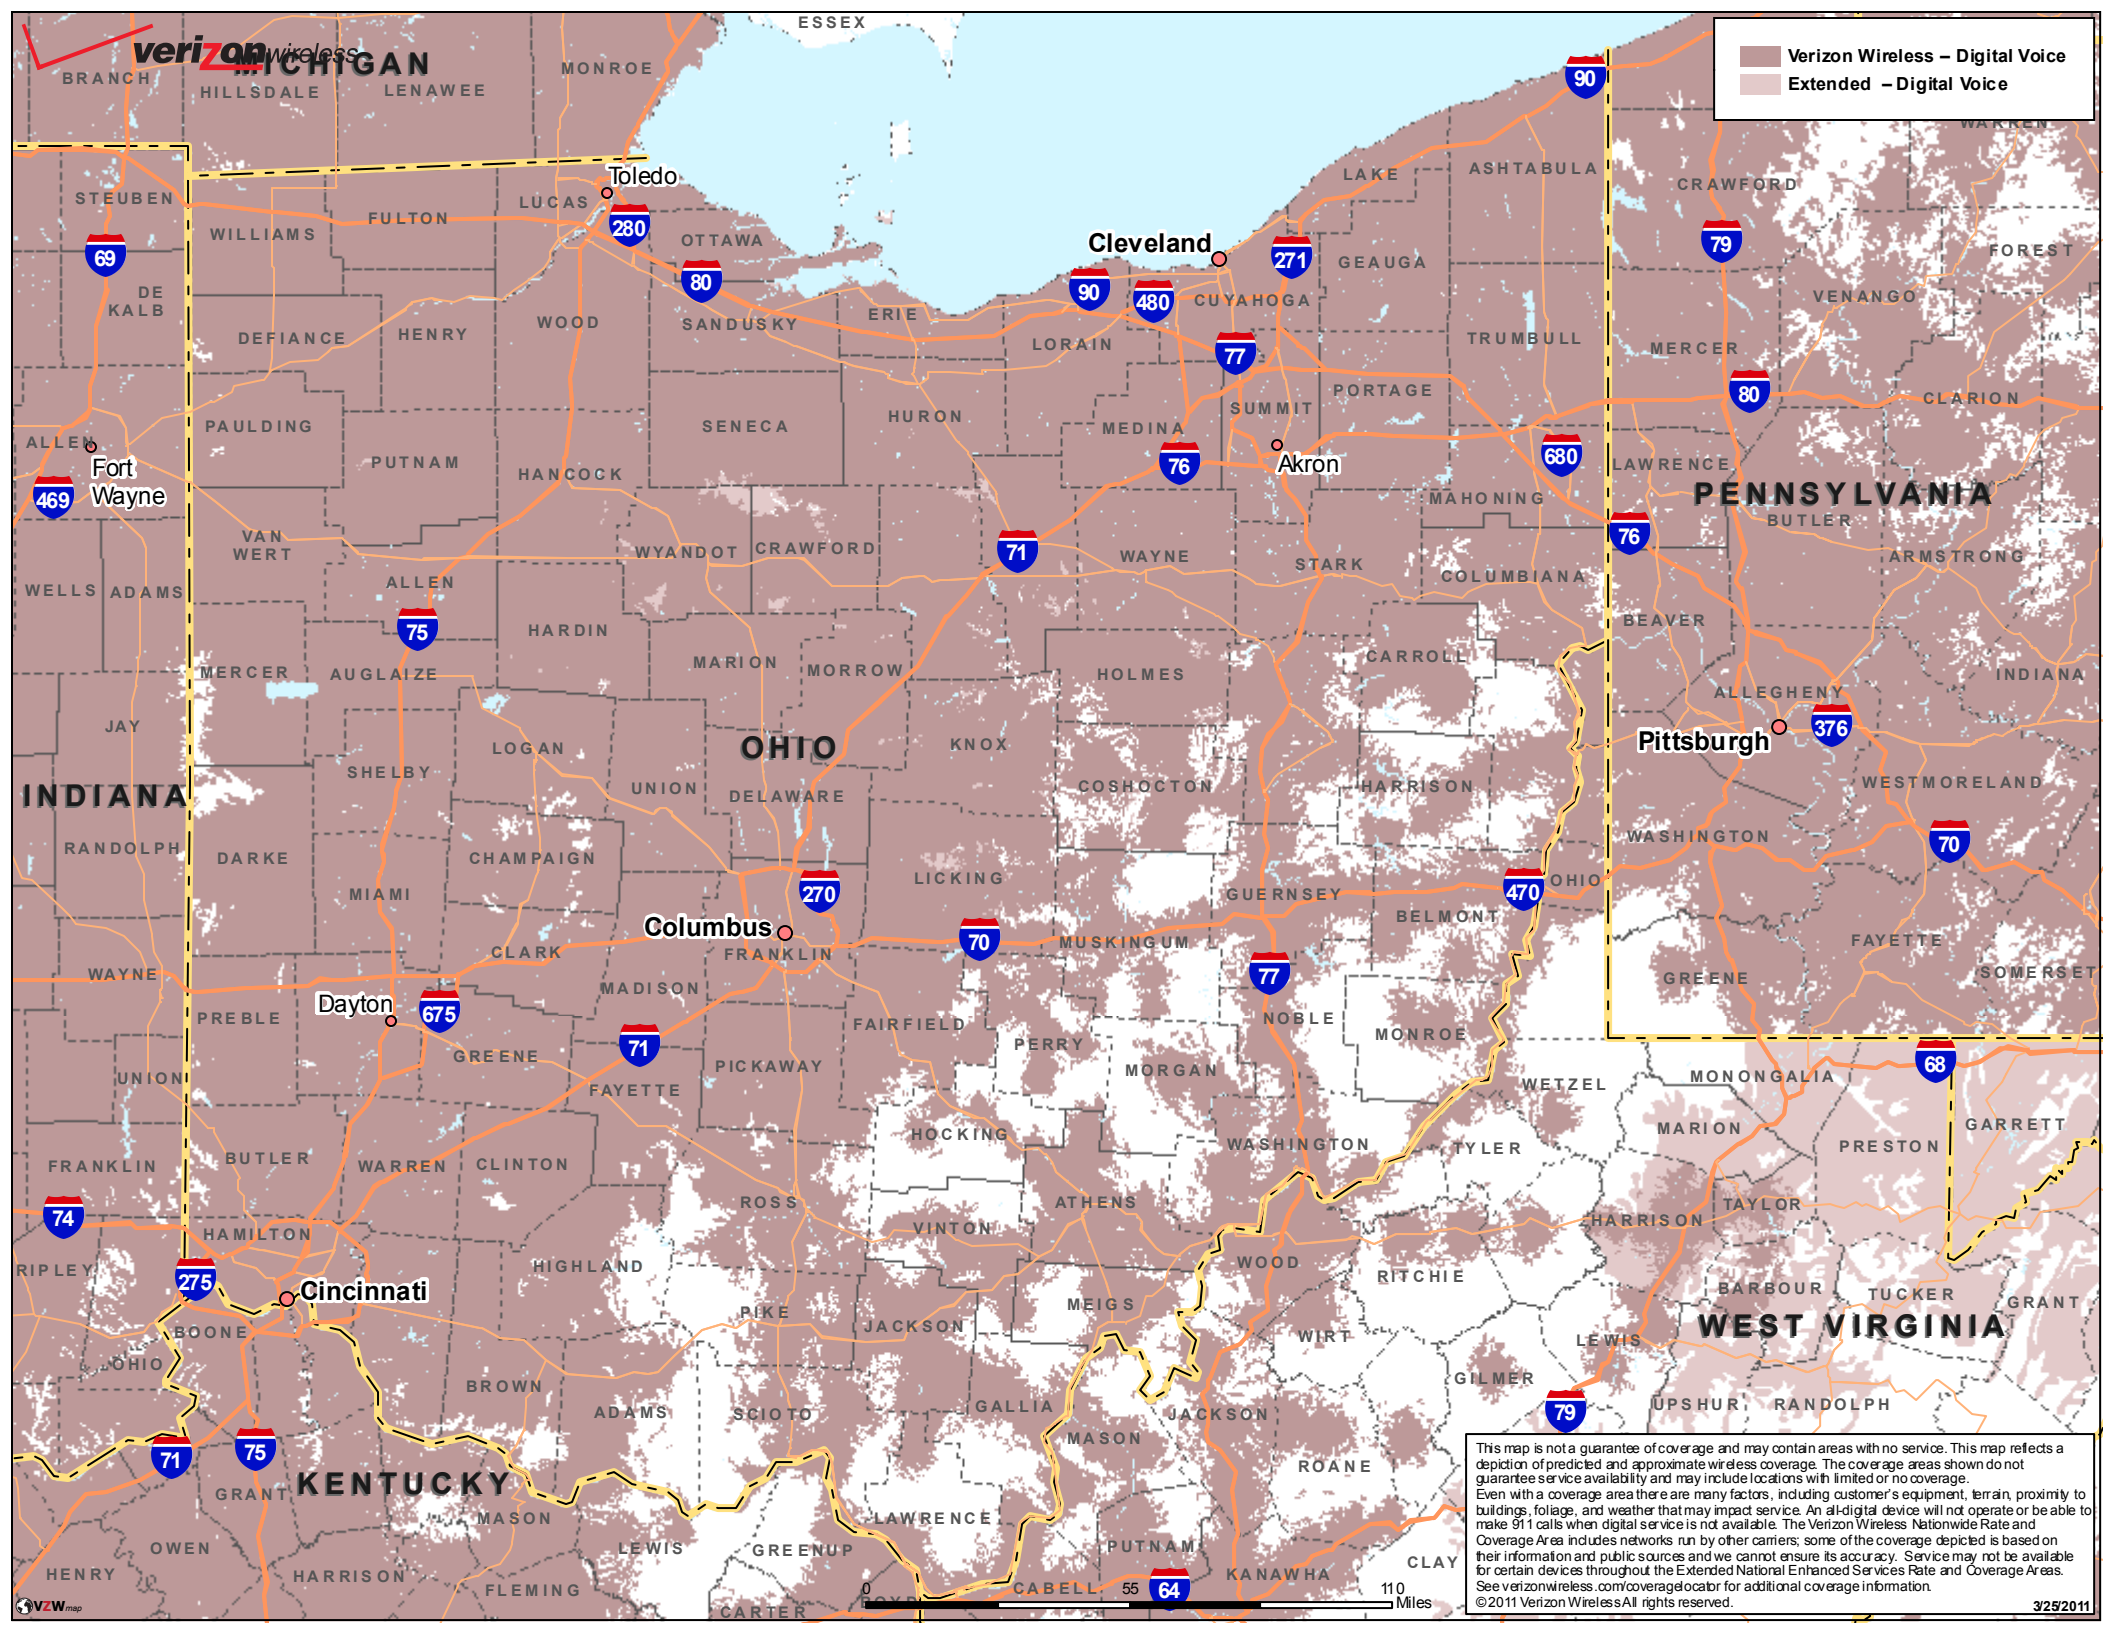 ESSEX
verizon wireless
MICHIGAN
BRANCH
HILLSDALE
LENAWEE
MONROE
90
Verizon Wireless – Digital Voice
Extended – Digital Voice
WARREN
STEUBEN
WILLIAMS
FULTON
LUCAS
Toledo
280
OTTAWA
LAKE
ASHTABULA
CRAWFORD
79
FOREST
69
DE
KALB
80
Cleveland
271
GEAUGA
90
480
CUYAHOGA
VENANGO
DEFIANCE
HENRY
WOOD
SANDUSKY
ERIE
LORAIN
77
TRUMBULL
MERCER
80
CLARION
ALLEN
Fort
Wayne
469
PAULDING
PUTNAM
HANCOCK
SENECA
HURON
MEDINA
76
SUMMIT
PORTAGE
Akron
680
LAWRENCE
MAHONING
PENNSYLVANIA
BUTLER
76
ARMSTRONG
VAN
WERT
WYANDOT
CRAWFORD
71
WAYNE
STARK
COLUMBIANA
WELLS
ADAMS
ALLEN
75
HARDIN
BEAVER
MERCER
AUGLAIZE
MARION
MORROW
HOLMES
CARROLL
INDIANA
ALLEGHENY
JAY
LOGAN
OHIO
KNOX
Pittsburgh
376
SHELBY
UNION
DELAWARE
COSHOCTON
HARRISON
WESTMORELAND
INDIANA
RANDOLPH
DARKE
CHAMPAIGN
LICKING
WASHINGTON
70
MIAMI
270
GUERNSEY
470
OHIO
BELMONT
Columbus
FRANKLIN
70
MUSKINGUM
FAYETTE
WAYNE
CLARK
MADISON
77
GREENE
SOMERSET
Dayton
675
PREBLE
GREENE
71
FAIRFIELD
PERRY
NOBLE
MONROE
UNION
FAYETTE
PICKAWAY
MORGAN
WETZEL
MONONGALIA
68
HOCKING
WASHINGTON
TYLER
MARION
PRESTON
GARRETT
FRANKLIN
BUTLER
WARREN
CLINTON
74
HAMILTON
ROSS
VINTON
ATHENS
HARRISON
TAYLOR
RIPLEY
275
Cincinnati
HIGHLAND
WOOD
RITCHIE
BARBOUR
TUCKER
GRANT
BOONE
PIKE
JACKSON
MEIGS
WIRT
LEWIS
WEST VIRGINIA
OHIO
BROWN
ADAMS
SCIOTO
GALLIA
JACKSON
GILMER
79
UPSHUR
RANDOLPH
71
75
MASON
KENTUCKY
GRANT
MASON
ROANE
OWEN
LEWIS
GREENUP
LAWRENCE
PUTNAM
CLAY
HENRY
HARRISON
FLEMING
CARTER
BOYD
CABELL
64
KANAWHA
0 55 110
Miles
VZWmap
This map is not a guarantee of coverage and may contain areas with no service. This map reflects a
depiction of predicted and approximate wireless coverage. The coverage areas shown do not
guarantee service availability and may include locations with limited or no coverage.
Even with a coverage area there are many factors, including customer's equipment, terrain, proximity to
buildings, foliage, and weather that may impact service. An all-digital device will not operate or be able to
make 911 calls when digital service is not available. The Verizon Wireless Nationwide Rate and
Coverage Area includes networks run by other carriers; some of the coverage depicted is based on
their information and public sources and we cannot ensure its accuracy. Service may not be available
for certain devices throughout the Extended National Enhanced Services Rate and Coverage Areas.
See verizonwireless.com/coveragelocator for additional coverage information.
©2011 Verizon Wireless All rights reserved.
3/25/2011